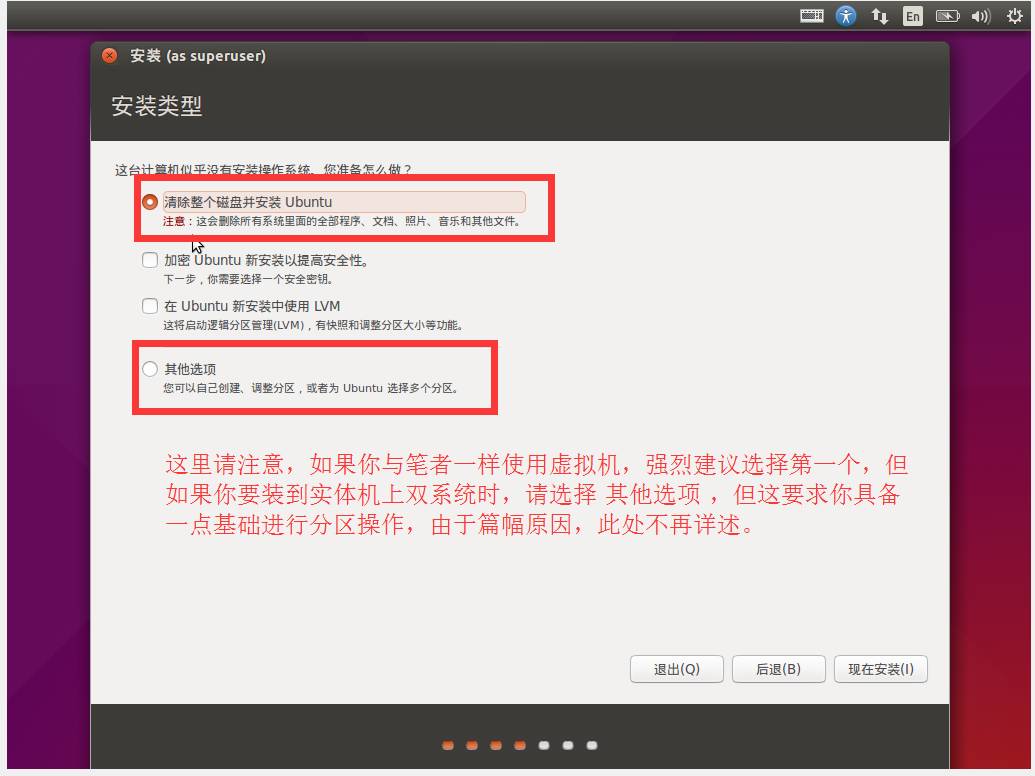 En
安装 (as superuser)
安装类型
这台计算机似乎没有安装操作系统。您准备怎么做？
清除整个磁盘并安装 Ubuntu
注意：这会删除所有系统里面的全部程序、文档、照片、音乐和其他文件。
加密 Ubuntu 新安装以提高安全性。
下一步，你需要选择一个安全密钥。
在 Ubuntu 新安装中使用 LVM
这将启动逻辑分区管理(LVM)，有快照和调整分区大小等功能。
其他选项
您可以自己创建、调整分区，或者为 Ubuntu 选择多个分区。
这里请注意，如果你与笔者一样使用虚拟机，强烈建议选择第一个，但
如果你要装到实体机上双系统时，请选择 其他选项 ，但这要求你具备
一点基础进行分区操作，由于篇幅原因，此处不再详述。
退出(Q) 后退(B) 现在安装(I)